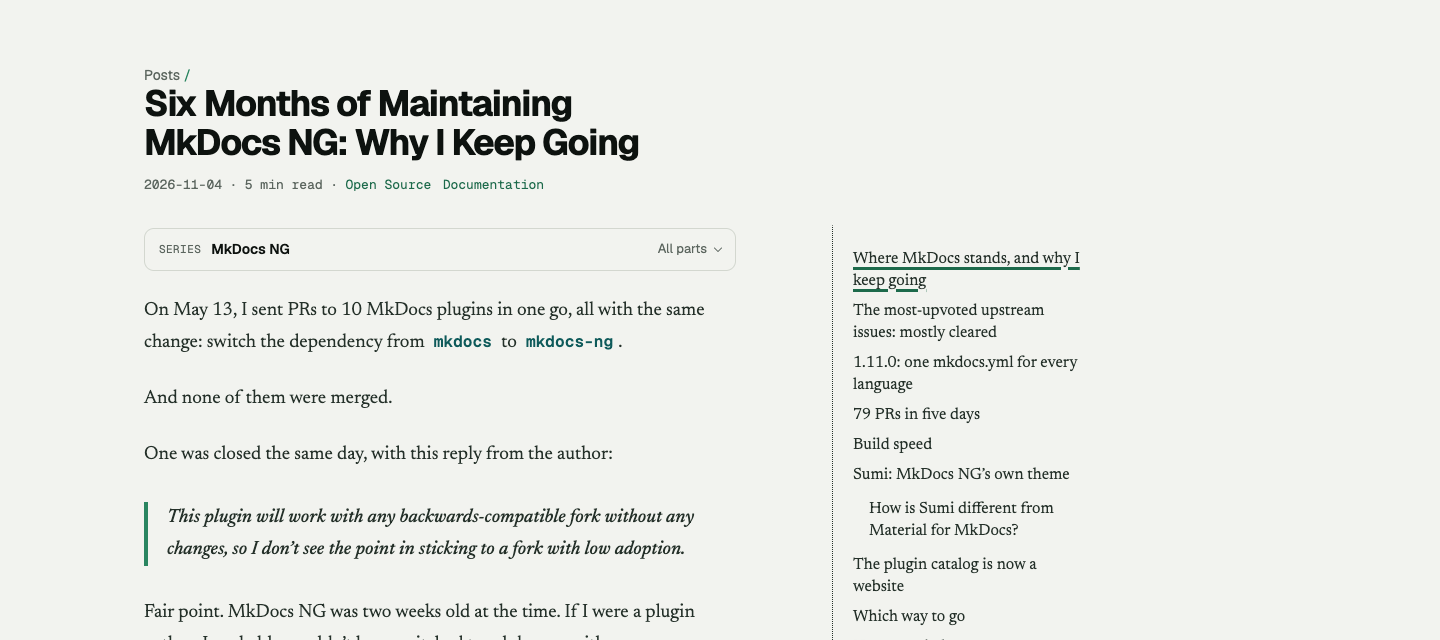 Posts /
Six Months of Maintaining
MkDocs NG: Why I Keep Going
2026-11-04 · 5 min read · Open Source Documentation
SERIES MkDocs NG All parts
On May 13, I sent PRs to 10 MkDocs plugins in one go, all with the same
change: switch the dependency from mkdocs to mkdocs-ng.
And none of them were merged.
One was closed the same day, with this reply from the author:
This plugin will work with any backwards-compatible fork without any
changes, so I don’t see the point in sticking to a fork with low adoption.
Fair point. MkDocs NG was two weeks old at the time. If I were a plugin
Where MkDocs stands, and why I
keep going
The most-upvoted upstream
issues: mostly cleared
1.11.0: one mkdocs.yml for every
language
79 PRs in five days
Build speed
Sumi: MkDocs NG’s own theme
How is Sumi different from
Material for MkDocs?
The plugin catalog is now a
website
Which way to go